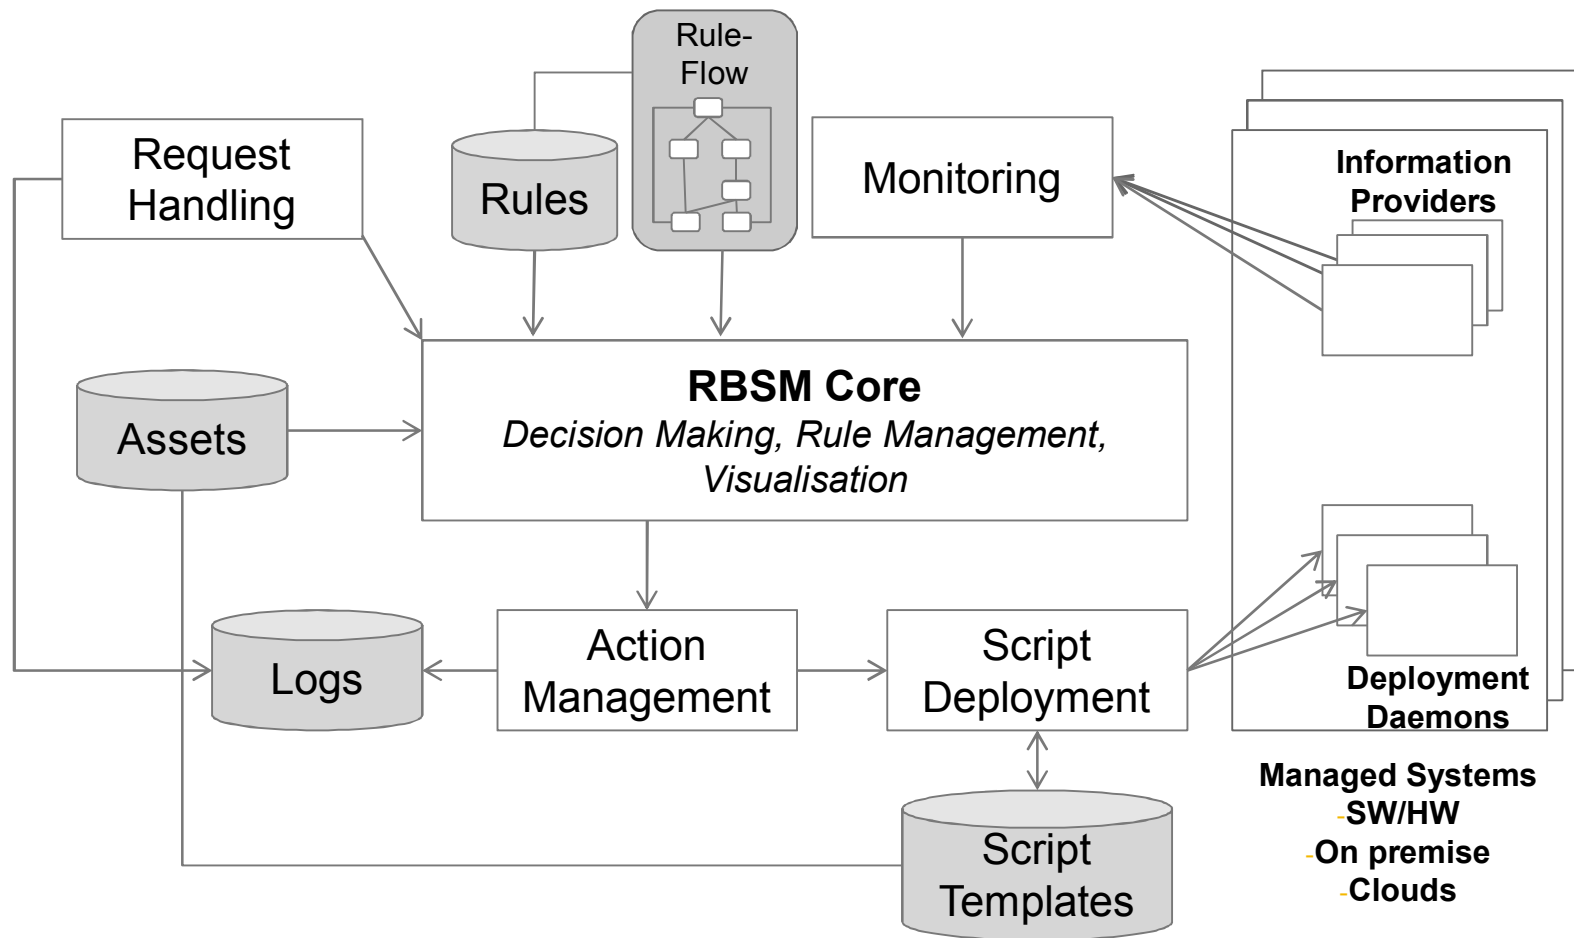 Rule-
Flow
Request
Handling
Rules
Monitoring
Information
Providers
RBSM Core
Decision Making, Rule Management,
Visualisation
Assets
Logs
Action
Management
Script
Deployment
Deployment
Daemons
Managed Systems
-SW/HW
-On premise
-Clouds
Script
Templates